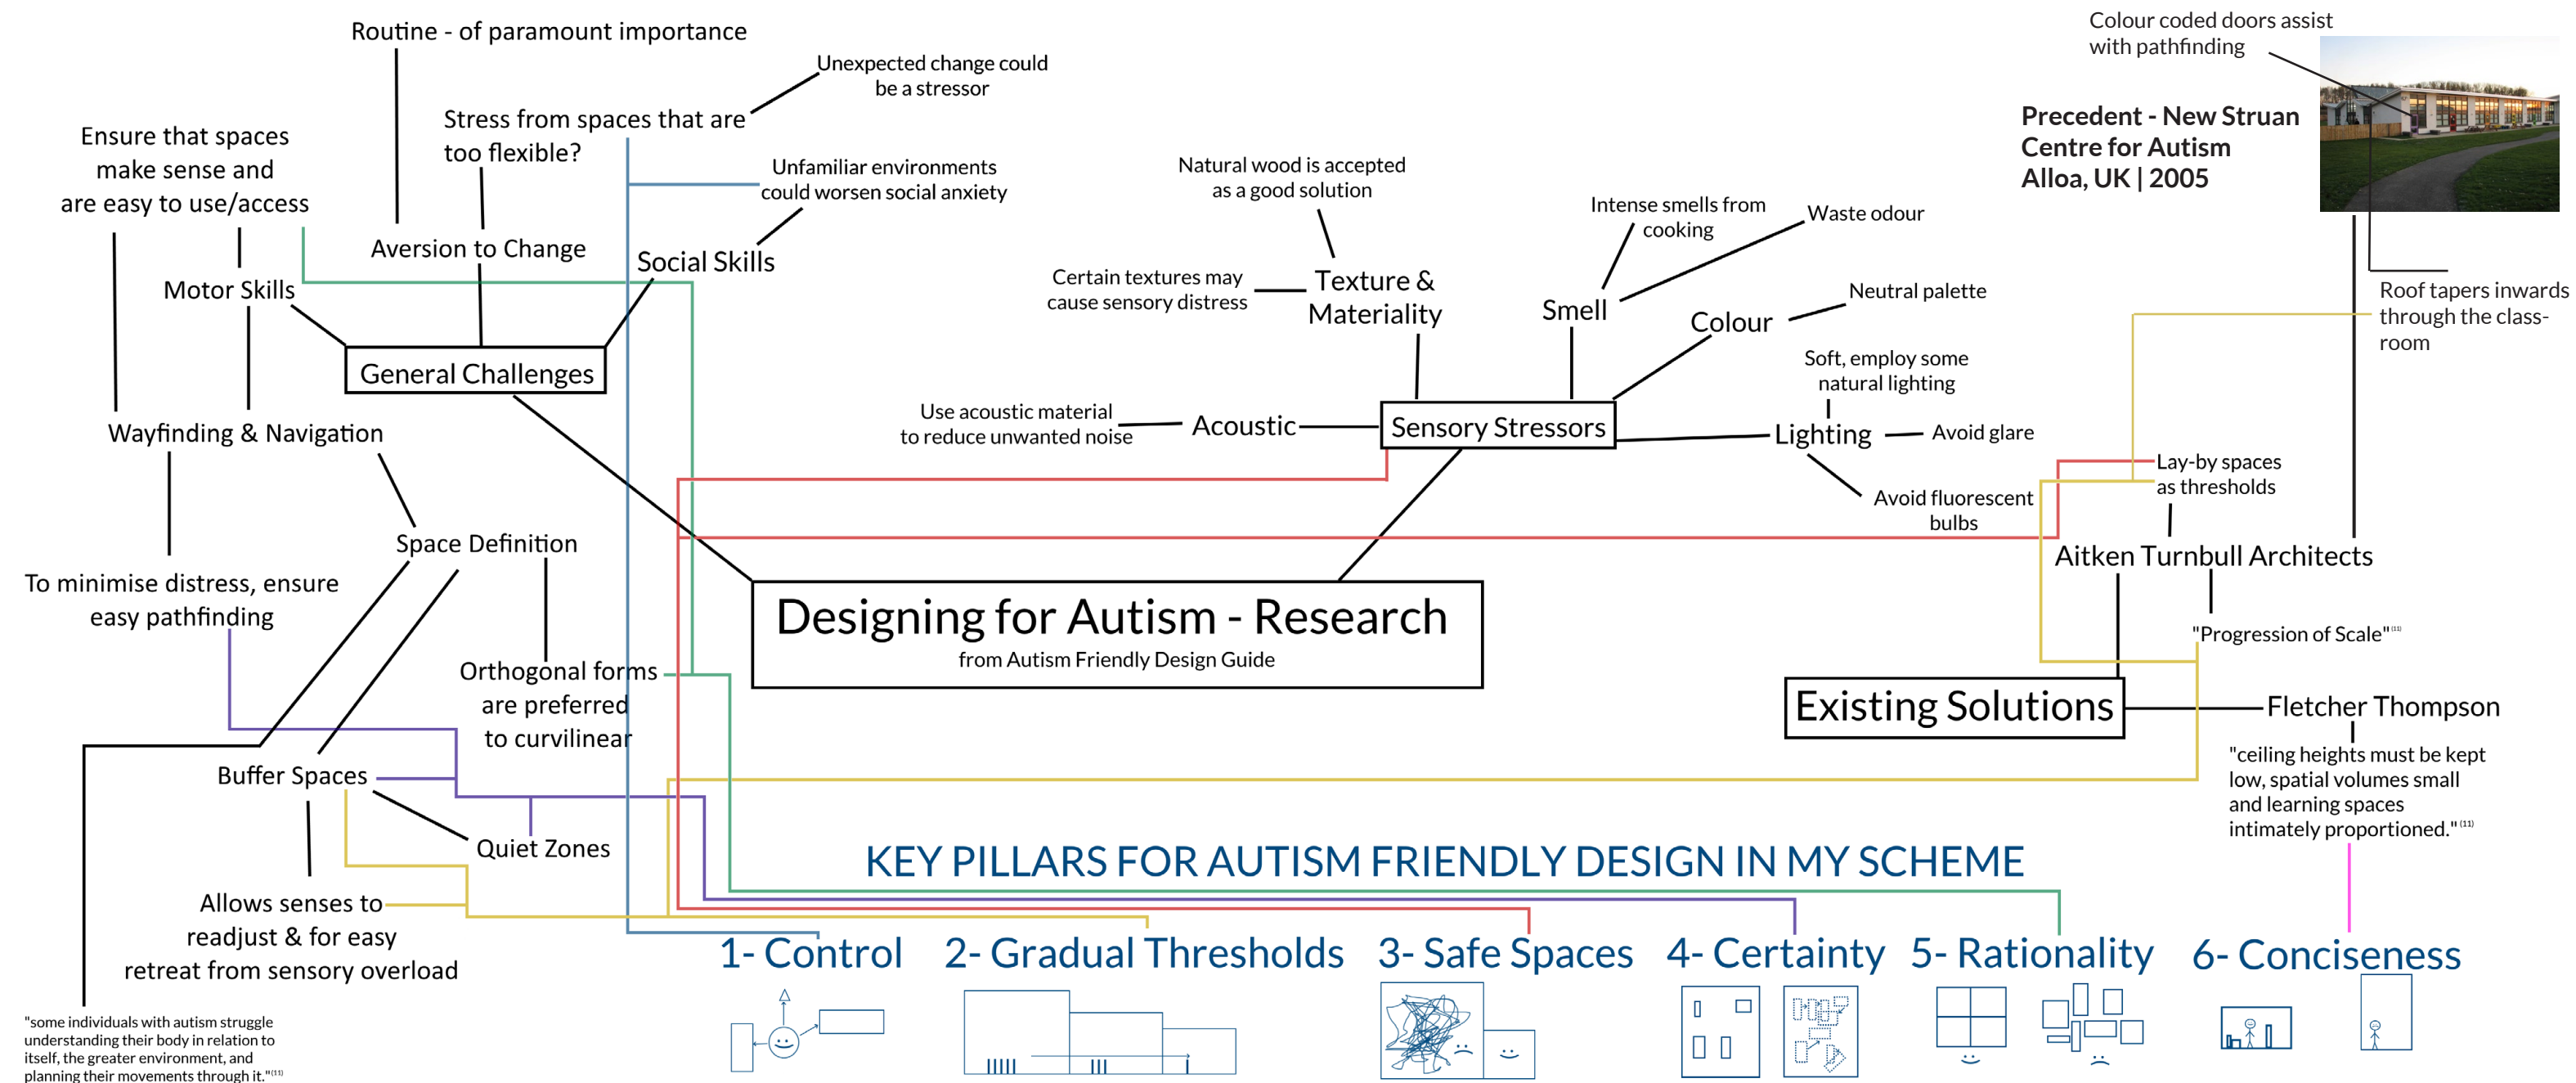 Routine - of paramount importance
Unexpected change could
be a stressor
Stress from spaces that are
too flexible?
Ensure that spaces
make sense and
are easy to use/access
Unfamiliar environments
could worsen social anxiety
Aversion to Change
Social Skills
Motor Skills
General Challenges
Wayfinding & Navigation
Space Definition
To minimise distress, ensure
easy pathfinding
Orthogonal forms
are preferred
to curvilinear
Buffer Spaces
Quiet Zones
Allows senses to
readjust & for easy
retreat from sensory overload
"some individuals with autism struggle
understanding their body in relation to
itself, the greater environment, and
planning their movements through it."(11)
Natural wood is accepted
as a good solution
Certain textures may
cause sensory distress
Texture &
Materiality
Intense smells from
cooking
Waste odour
Smell
Neutral palette
Colour
Soft, employ some
natural lighting
Use acoustic material
to reduce unwanted noise
Acoustic
Sensory Stressors
Lighting
Avoid glare
Avoid fluorescent
bulbs
Designing for Autism - Research
from Autism Friendly Design Guide
Colour coded doors assist
with pathfinding
Precedent - New Struan
Centre for Autism
Alloa, UK | 2005
Roof tapers inwards
through the class-
room
Lay-by spaces
as thresholds
Aitken Turnbull Architects
"Progression of Scale"(11)
Existing Solutions
Fletcher Thompson
"ceiling heights must be kept
low, spatial volumes small
and learning spaces
intimately proportioned."(11)
KEY PILLARS FOR AUTISM FRIENDLY DESIGN IN MY SCHEME
1- Control
2- Gradual Thresholds
3- Safe Spaces
4- Certainty
5- Rationality
6- Conciseness